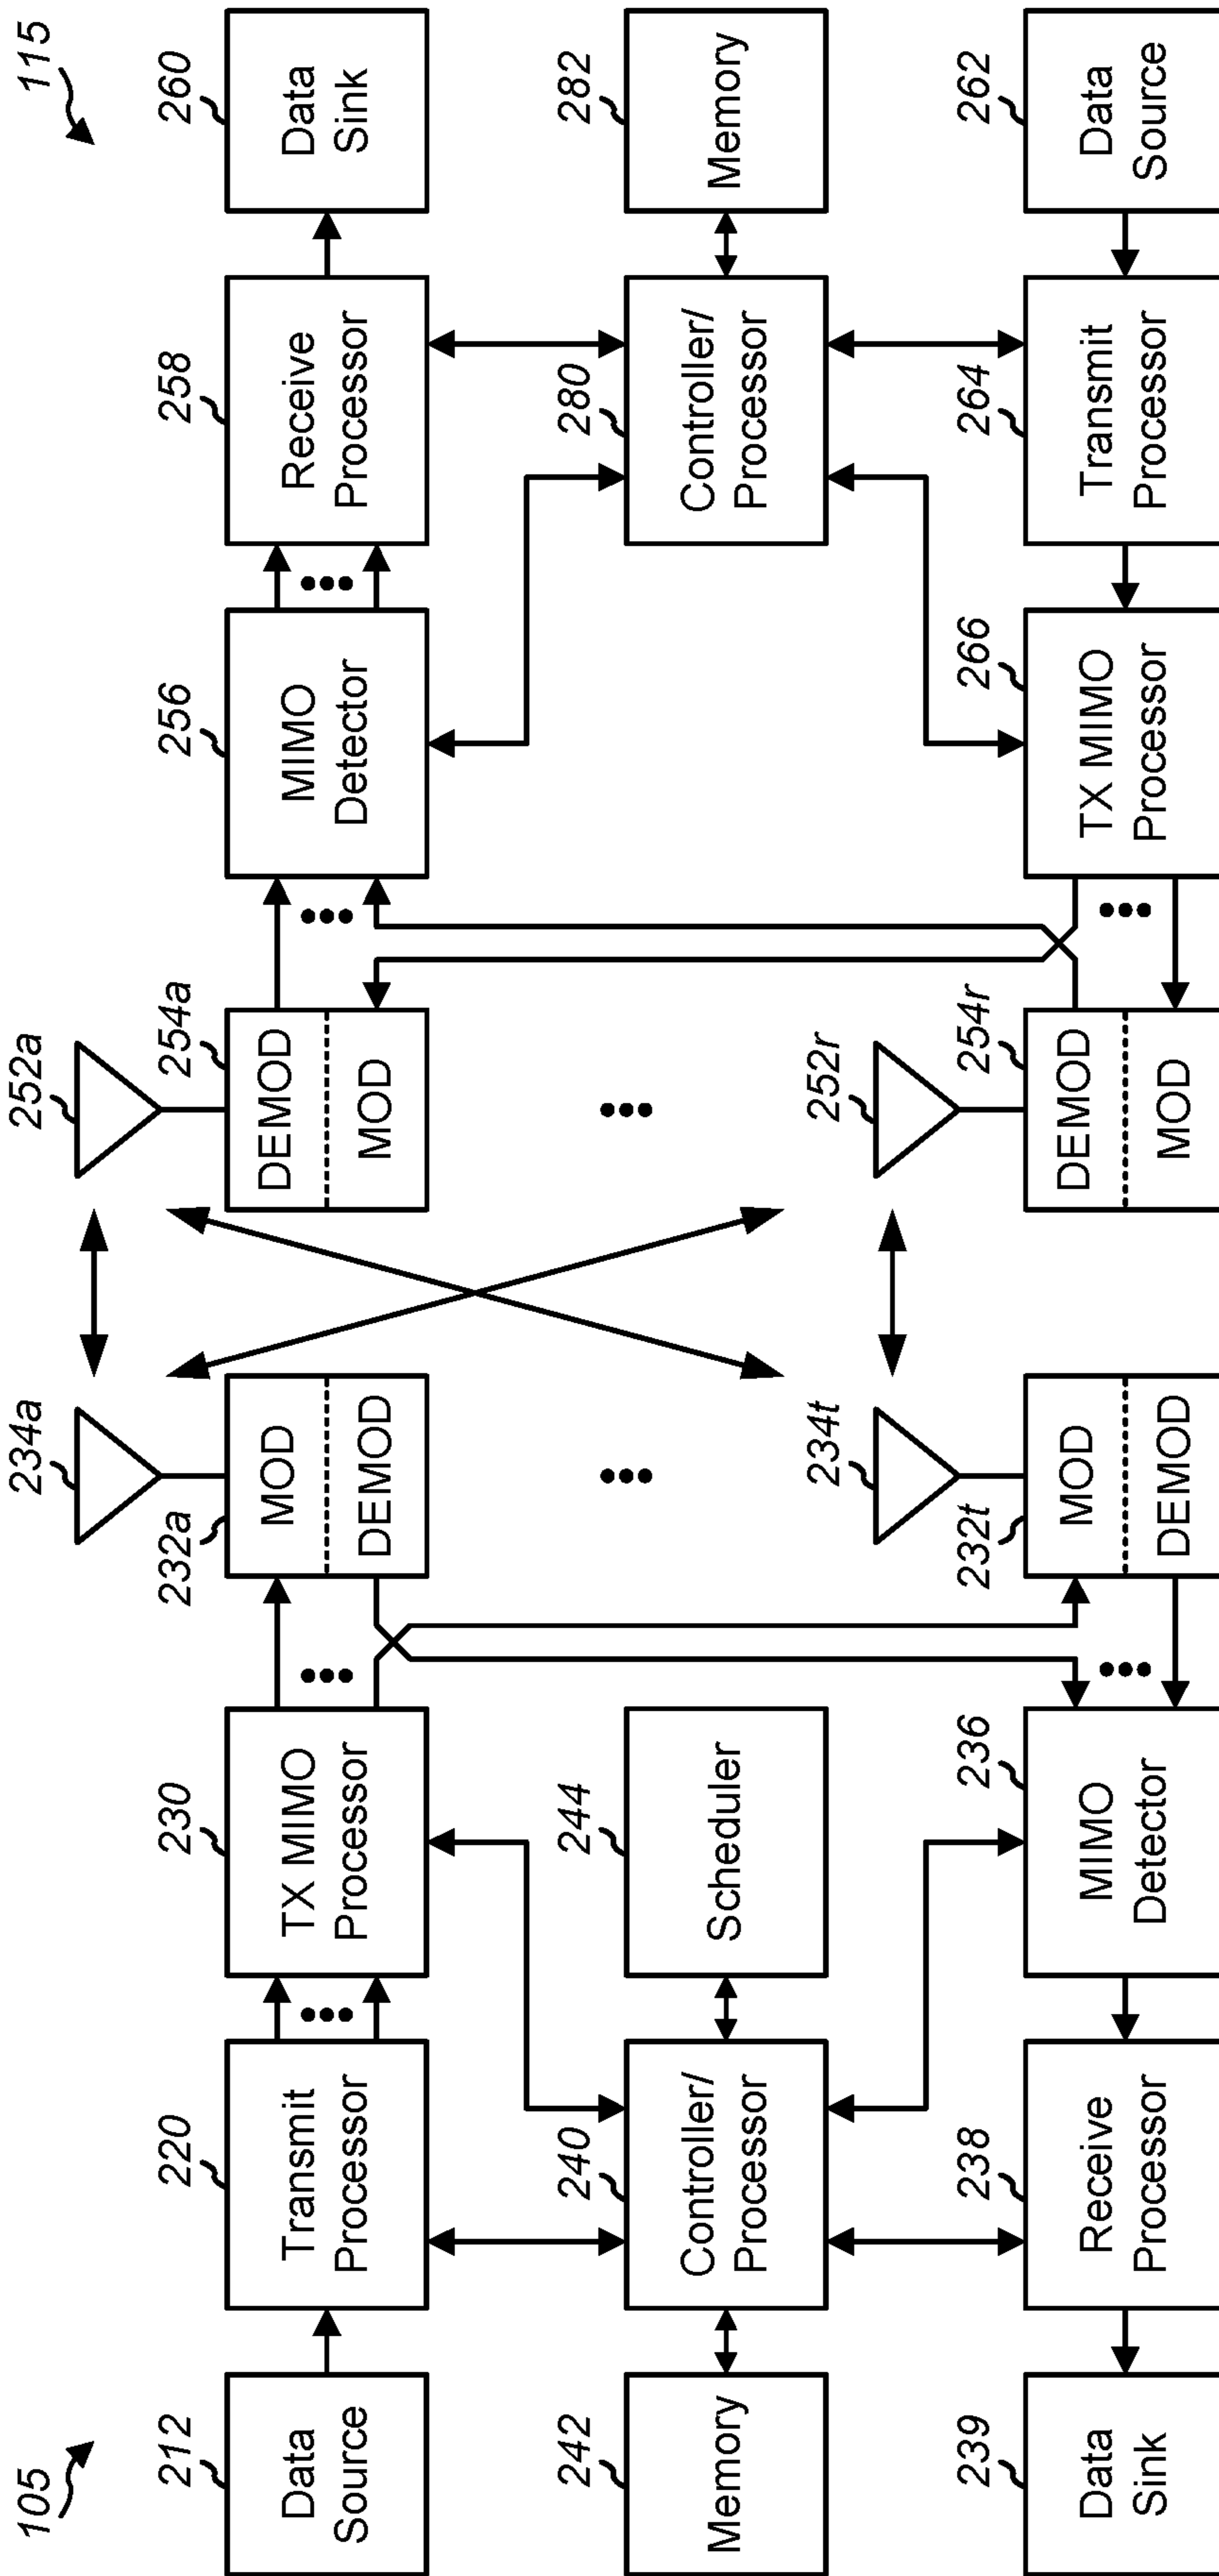 105
212
Data
Source
220
Transmit
Processor
230
TX MIMO
Processor
232a
234a
MOD
DEMOD
242
Memory
240
Controller/
Processor
244
Scheduler
239
Data
Sink
238
Receive
Processor
236
MIMO
Detector
232t
234t
MOD
DEMOD
115
252a
254a
DEMOD
MOD
256
MIMO
Detector
258
Receive
Processor
260
Data
Sink
280
Controller/
Processor
282
Memory
252r
254r
DEMOD
MOD
266
TX MIMO
Processor
264
Transmit
Processor
262
Data
Source